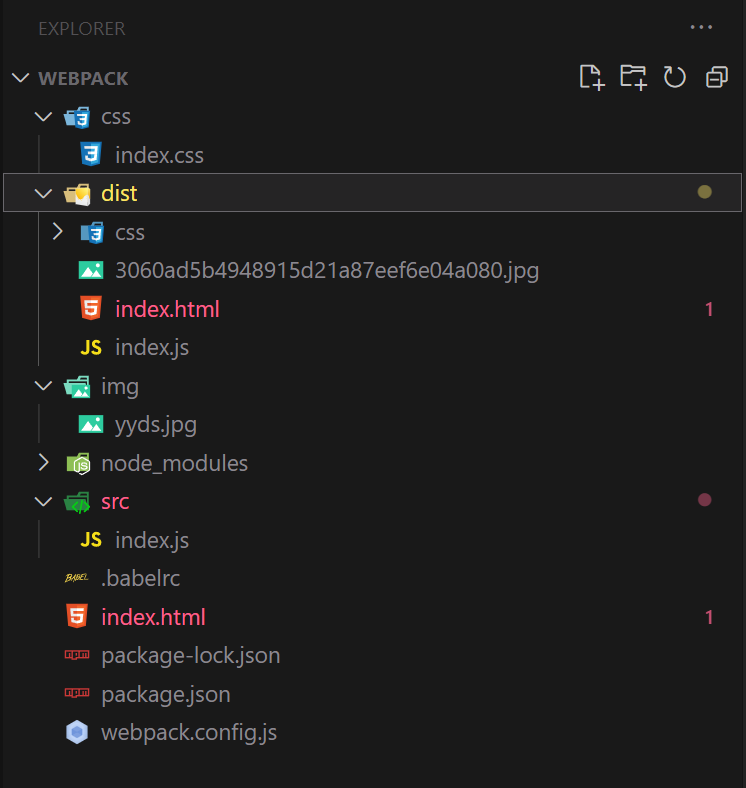 EXPLORER
WEBPACK
css
index.css
dist
css
3060ad5b4948915d21a87eef6e04a080.jpg
index.html 1
JS index.js
img
yyds.jpg
node_modules
src
JS index.js
BABEL .babelrc
index.html 1
package-lock.json
package.json
webpack.config.js